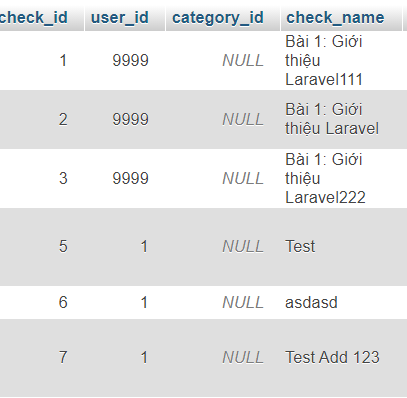 check_id user_id category_id check_name
1 9999 NULL Bài 1: Giới
thiệu
Laravel111
2 9999 NULL Bài 1: Giới
thiệu Laravel
3 9999 NULL Bài 1: Giới
thiệu
Laravel222
5 1 NULL Test
6 1 NULL asdasd
7 1 NULL Test Add 123